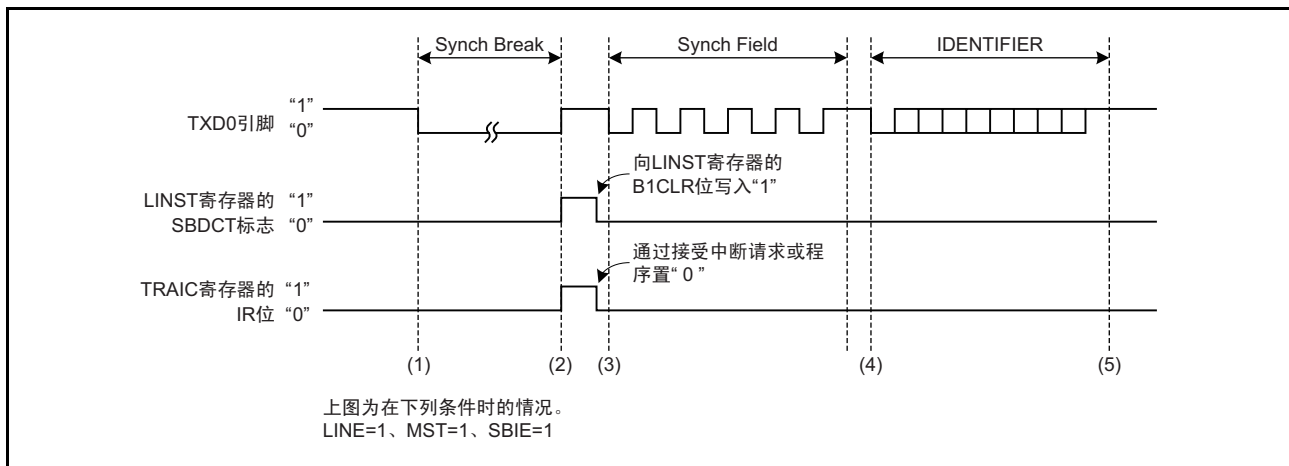 Synch Break
Synch Field
IDENTIFIER
TXD0引脚
“1”
“0”
向LINST寄存器的
B1CLR位写入“1”
LINST寄存器的 “1”
SBDCT标志 “0”
通过接受中断请求或程
序置“ 0 ”
TRAIC寄存器的 “1”
IR位 “0”
(1) (2) (3) (4) (5)
上图为在下列条件时的情况。
LINE=1、MST=1、SBIE=1